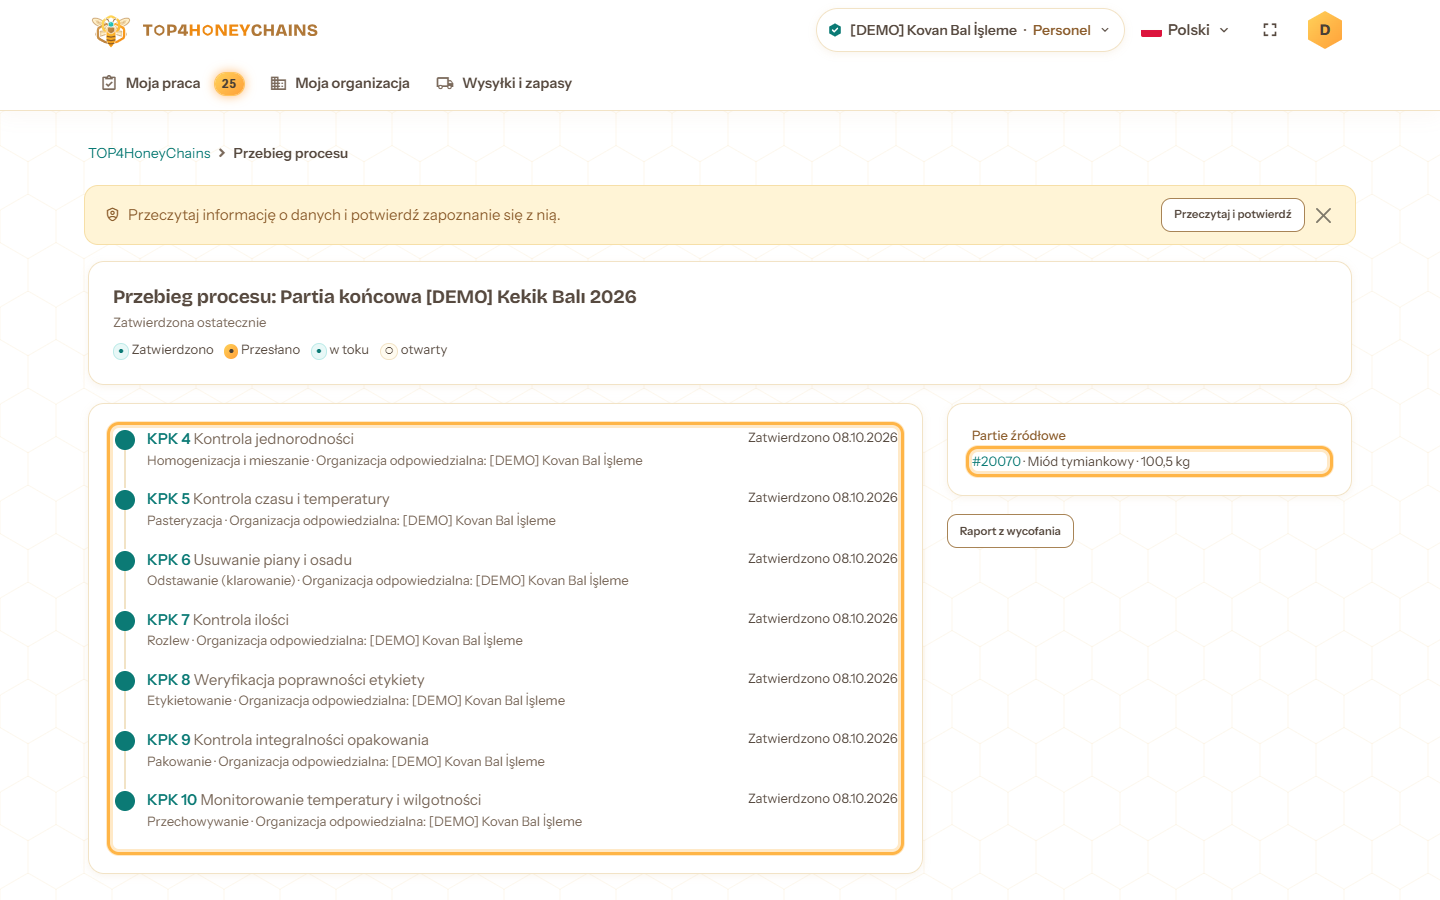 TOP4HONEYCHAINS
[DEMO] Kovan Bal İşleme · Personel
Polski
D
Moja praca 25
Moja organizacja
Wysyłki i zapasy
TOP4HoneyChains > Przebieg procesu
Przeczytaj informację o danych i potwierdź zapoznanie się z nią.
Przeczytaj i potwierdź
Przebieg procesu: Partia końcowa [DEMO] Kekik Balı 2026
Zatwierdzona ostatecznie
Zatwierdzono Przesłano w toku otwarty
KPK 4 Kontrola jednorodności Zatwierdzono 08.10.2026
Homogenizacja i mieszanie · Organizacja odpowiedzialna: [DEMO] Kovan Bal İşleme
KPK 5 Kontrola czasu i temperatury Zatwierdzono 08.10.2026
Pasteryzacja · Organizacja odpowiedzialna: [DEMO] Kovan Bal İşleme
KPK 6 Usuwanie piany i osadu Zatwierdzono 08.10.2026
Odstawanie (klarowanie) · Organizacja odpowiedzialna: [DEMO] Kovan Bal İşleme
KPK 7 Kontrola ilości Zatwierdzono 08.10.2026
Rozlew · Organizacja odpowiedzialna: [DEMO] Kovan Bal İşleme
KPK 8 Weryfikacja poprawności etykiety Zatwierdzono 08.10.2026
Etykietowanie · Organizacja odpowiedzialna: [DEMO] Kovan Bal İşleme
KPK 9 Kontrola integralności opakowania Zatwierdzono 08.10.2026
Pakowanie · Organizacja odpowiedzialna: [DEMO] Kovan Bal İşleme
KPK 10 Monitorowanie temperatury i wilgotności Zatwierdzono 08.10.2026
Przechowywanie · Organizacja odpowiedzialna: [DEMO] Kovan Bal İşleme
Partie źródłowe
#20070 · Miód tymiankowy · 100,5 kg
Raport z wycofania